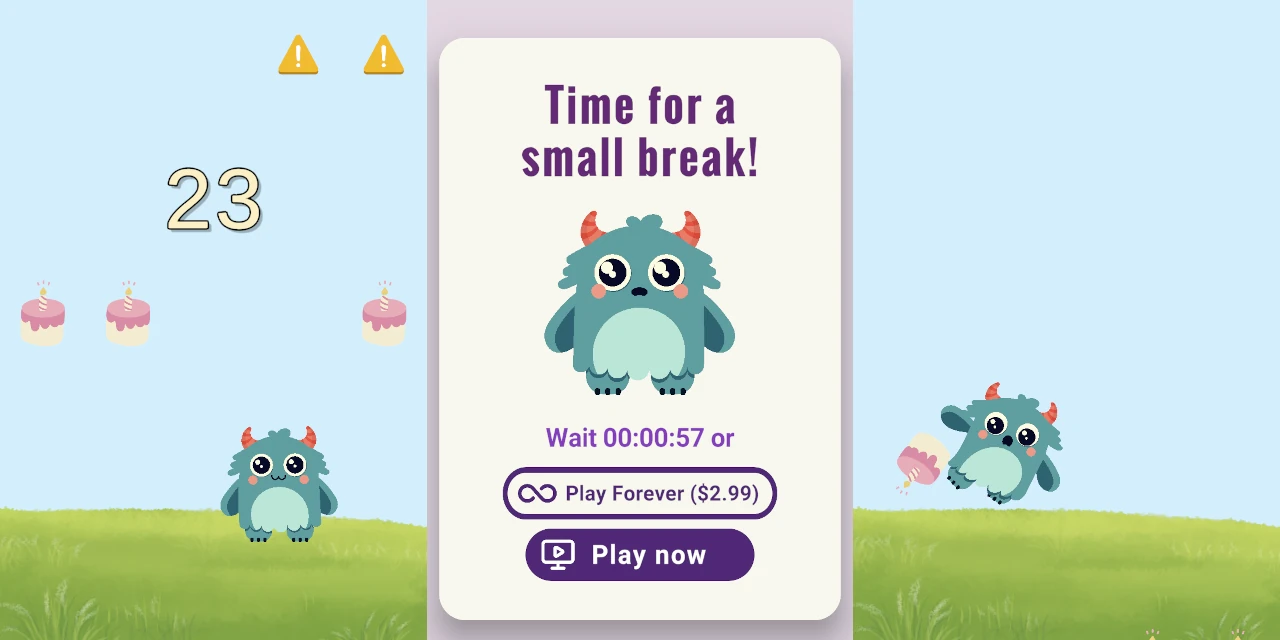 23
Time for a
small break!
Wait 00:00:57 or
Play Forever ($2.99)
Play now